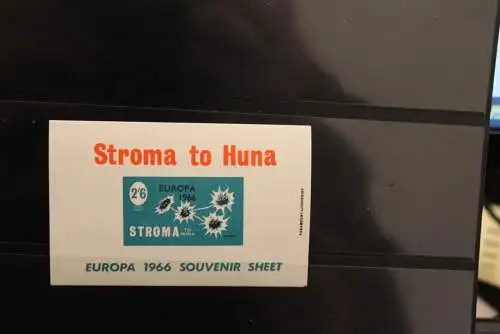 Stroma to Huna
2'6
EUROPA
1966
STROMA TO
HUNA
EUROPA 1966 SOUVENIR SHEET